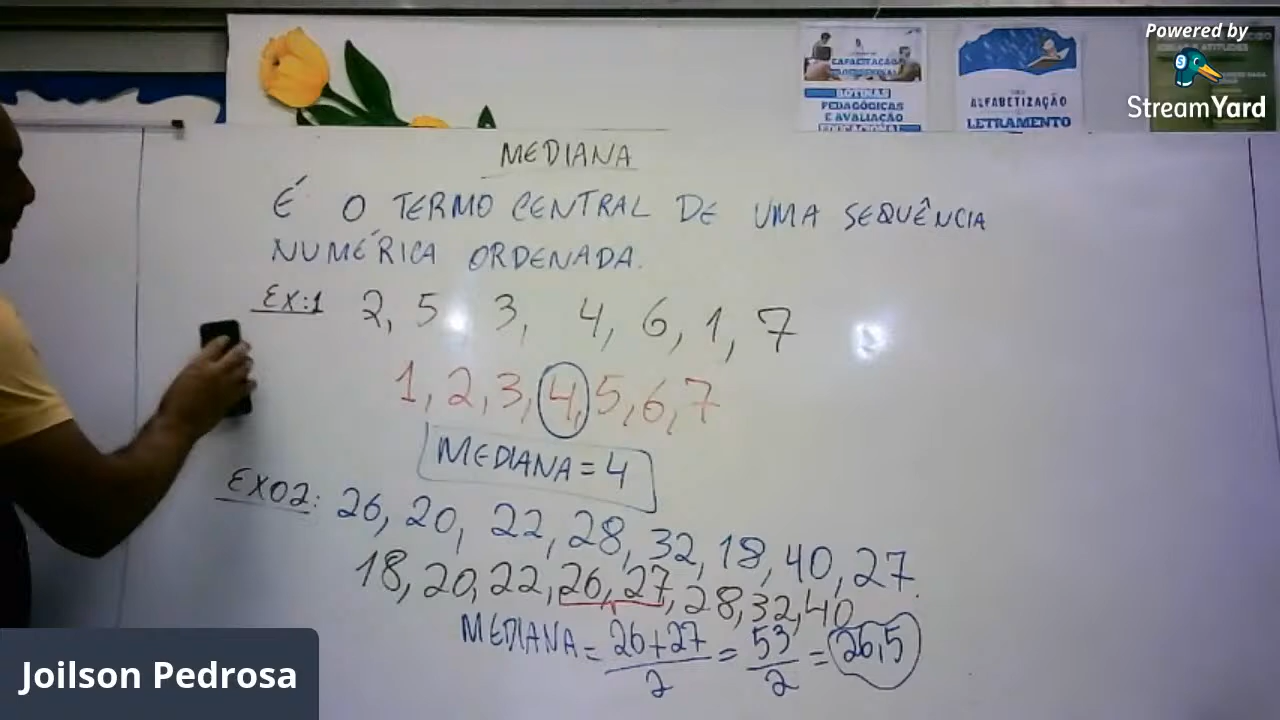 Powered by
StreamYard
CAPACITAÇÃO
PROFISSIONAL
ROTINAS
PEDAGÓGICAS
E AVALIAÇÃO
EDUCACIONAL
ALFABETIZAÇÃO
LETRAMENTO
MEDIANA
É O TERMO CENTRAL DE UMA SEQUÊNCIA
NUMÉRICA ORDENADA.
EX:1 2, 5 3, 4, 6, 1, 7
1, 2, 3, 4, 5, 6, 7
MEDIANA = 4
EX02: 26, 20, 22, 28, 32, 18, 40, 27.
18, 20, 22, 26, 27, 28, 32, 40
MEDIANA = 26+27/2 = 53/2 = 26,5
Joilson Pedrosa